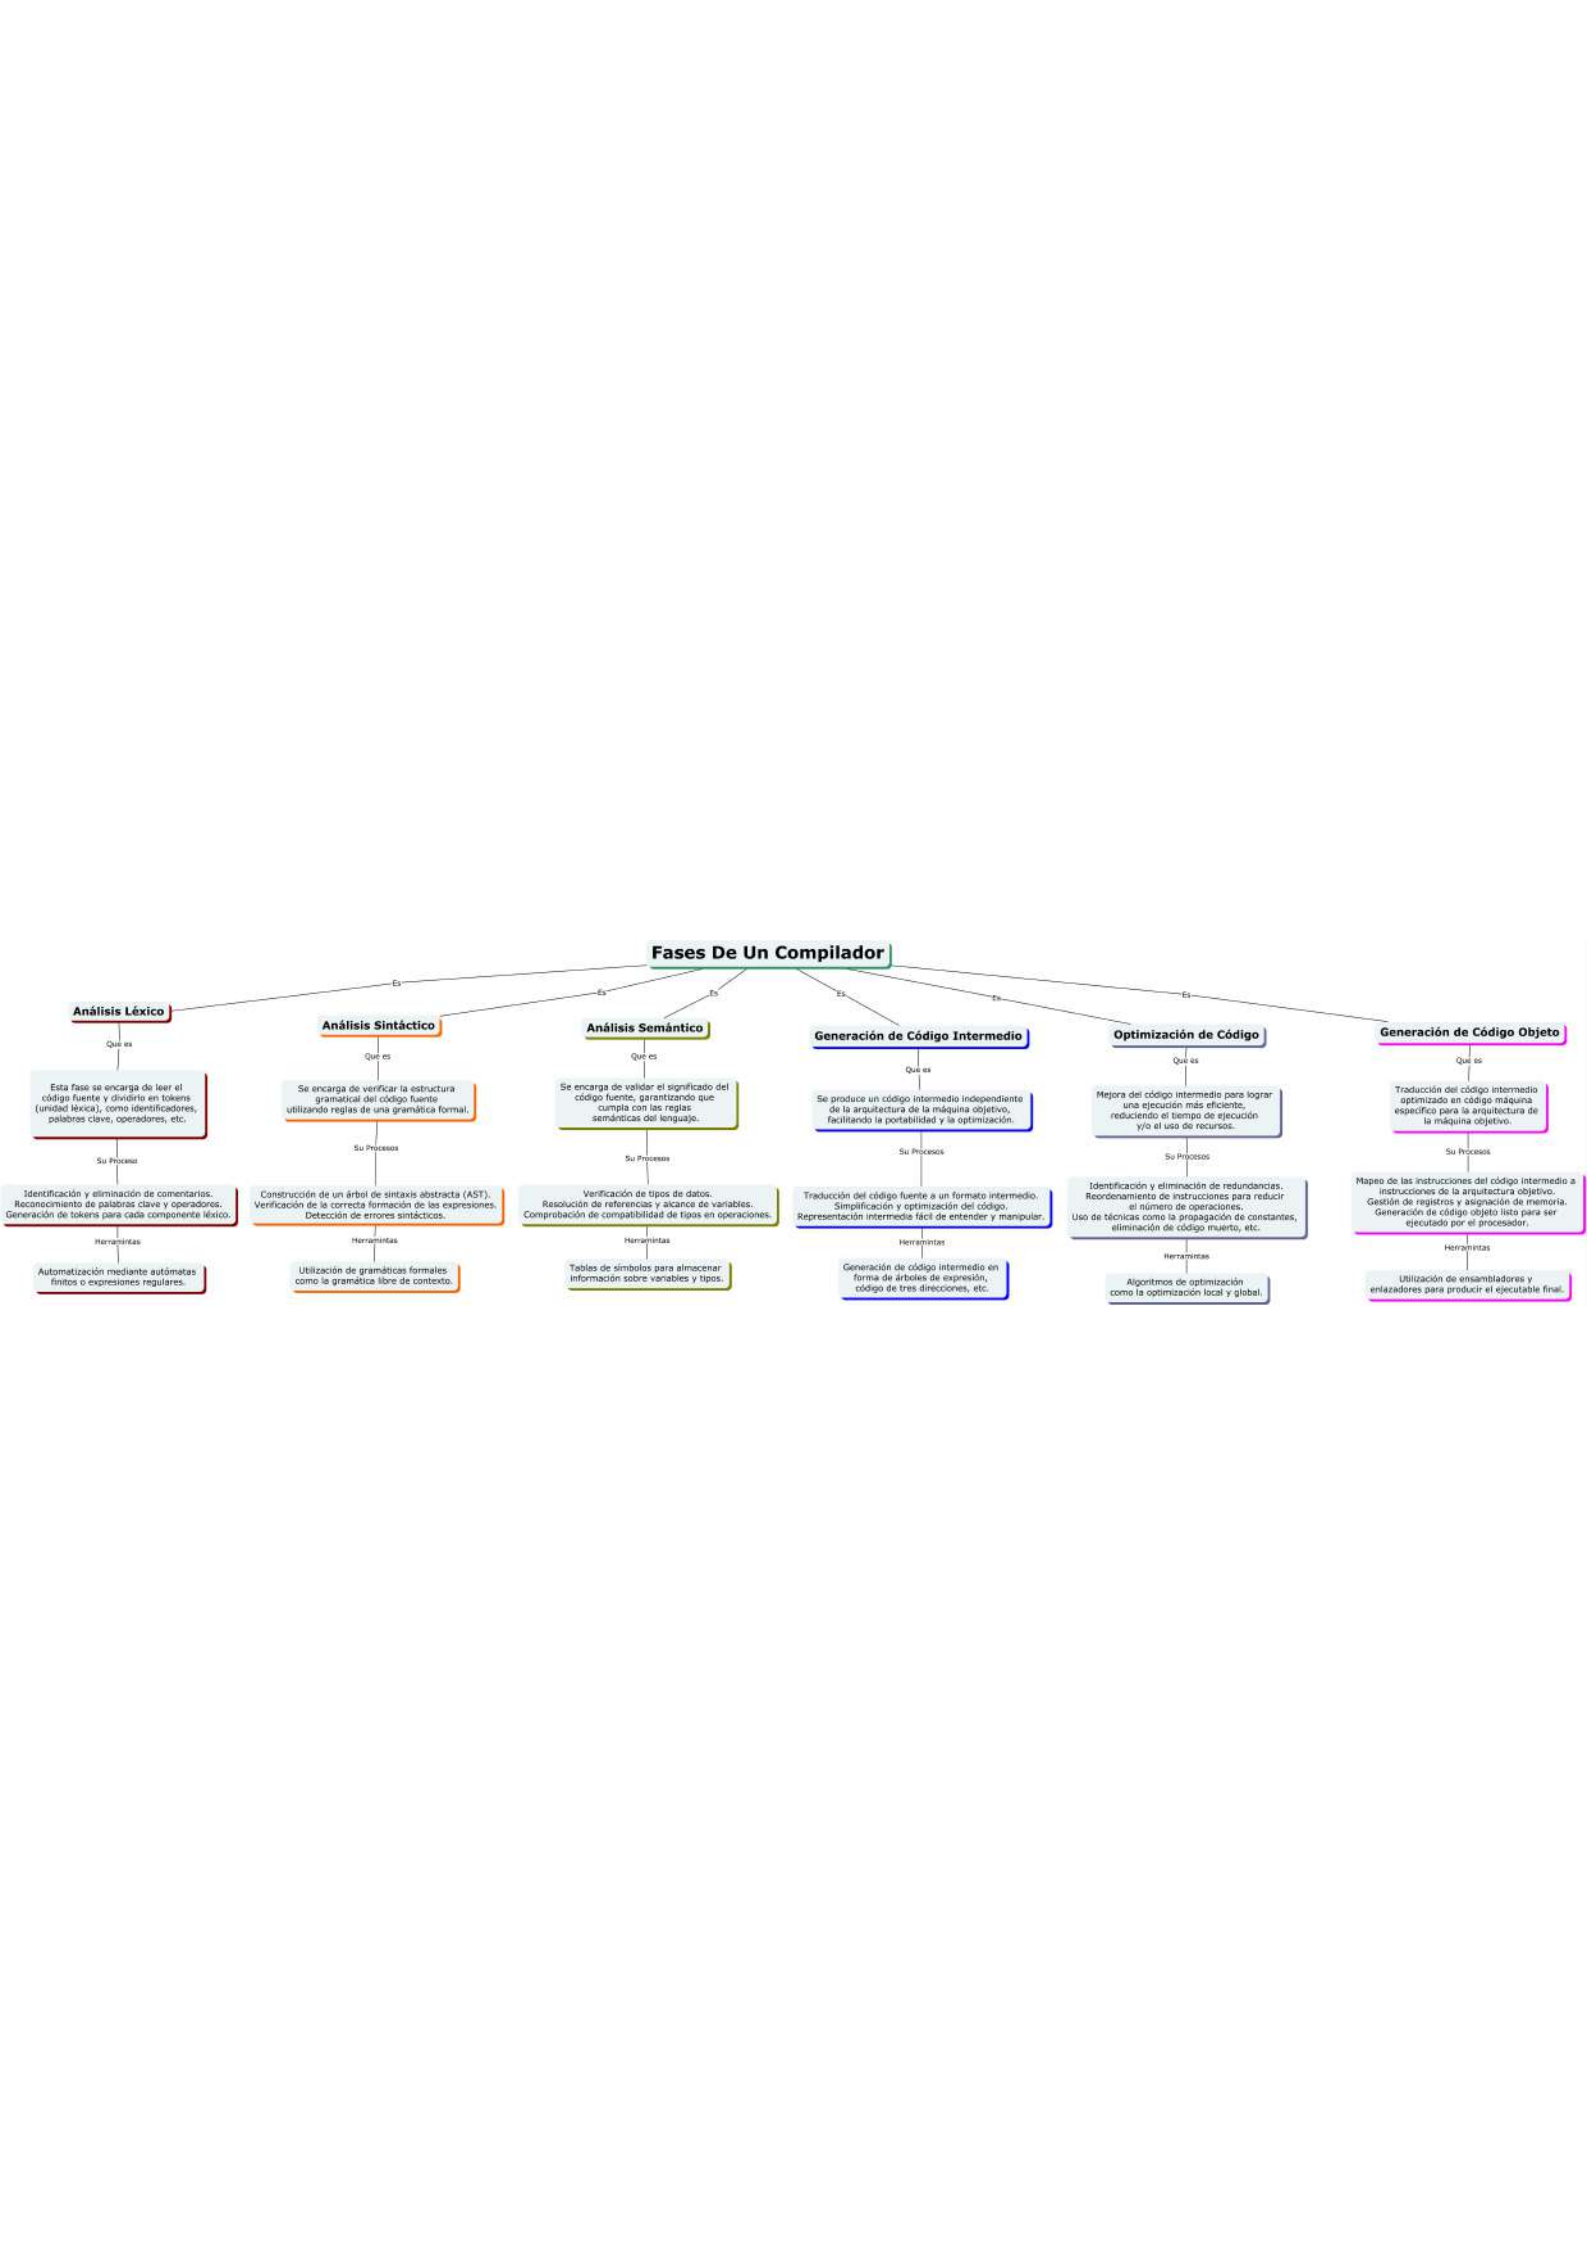 Fases De Un Compilador
Es
Es
Es
Es
Es
Es
Análisis Léxico
Que es
Esta fase se encarga de leer el
código fuente y dividirlo en tokens
(unidad léxica), como identificadores,
palabras clave, operadores, etc.
Su Proceso
Identificación y eliminación de comentarios.
Reconocimiento de palabras clave y operadores.
Generación de tokens para cada componente léxico.
Herramintas
Automatización mediante autómatas
finitos o expresiones regulares.
Análisis Sintáctico
Que es
Se encarga de verificar la estructura
gramatical del código fuente
utilizando reglas de una gramática formal.
Su Procesos
Construcción de un árbol de sintaxis abstracta (AST).
Verificación de la correcta formación de las expresiones.
Detección de errores sintácticos.
Herramintas
Utilización de gramáticas formales
como la gramática libre de contexto.
Análisis Semántico
Que es
Se encarga de validar el significado del
código fuente, garantizando que
cumpla con las reglas
semánticas del lenguaje.
Su Procesos
Verificación de tipos de datos.
Resolución de referencias y alcance de variables.
Comprobación de compatibilidad de tipos en operaciones.
Herramintas
Tablas de símbolos para almacenar
información sobre variables y tipos.
Generación de Código Intermedio
Que es
Se produce un código intermedio independiente
de la arquitectura de la máquina objetivo,
facilitando la portabilidad y la optimización.
Su Procesos
Traducción del código fuente a un formato intermedio.
Simplificación y optimización del código.
Representación intermedia fácil de entender y manipular.
Herramintas
Generación de código intermedio en
forma de árboles de expresión,
código de tres direcciones, etc.
Optimización de Código
Que es
Mejora del código intermedio para lograr
una ejecución más eficiente,
reduciendo el tiempo de ejecución
y/o el uso de recursos.
Su Procesos
Identificación y eliminación de redundancias.
Reordenamiento de instrucciones para reducir
el número de operaciones.
Uso de técnicas como la propagación de constantes,
eliminación de código muerto, etc.
Herramintas
Algoritmos de optimización
como la optimización local y global.
Generación de Código Objeto
Que es
Traducción del código intermedio
optimizado en código máquina
específico para la arquitectura de
la máquina objetivo.
Su Procesos
Mapeo de las instrucciones del código intermedio a
instrucciones de la arquitectura objetivo.
Gestión de registros y asignación de memoria.
Generación de código objeto listo para ser
ejecutado por el procesador.
Herramintas
Utilización de ensambladores y
enlazadores para producir el ejecutable final.